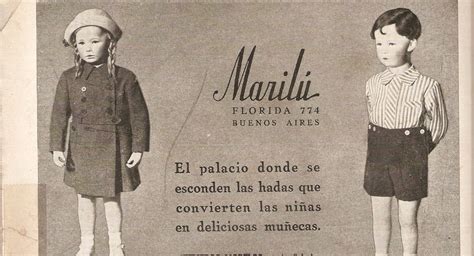 Marilú
FLORIDA 774
BUENOS AIRES
El palacio donde se
esconden las hadas que
convierten las niñas
en deliciosas muñecas.